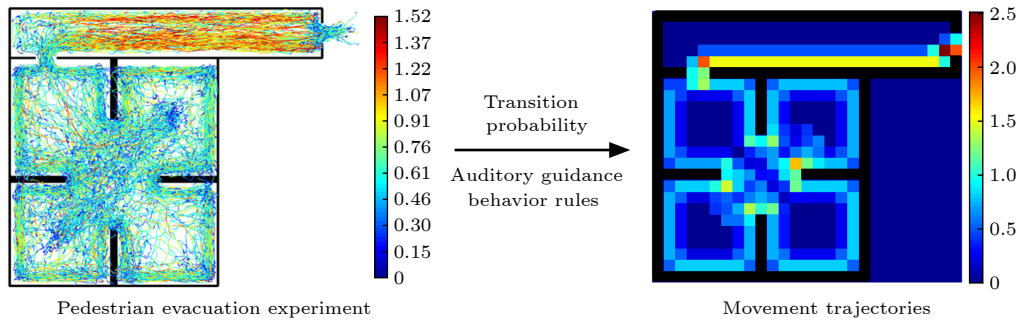 1.52
1.37
1.22
1.07
0.91
0.76
0.61
0.46
0.30
0.15
0
Transition
probability
Auditory guidance
behavior rules
2.5
2.0
1.5
1.0
0.5
0
Pedestrian evacuation experiment
Movement trajectories